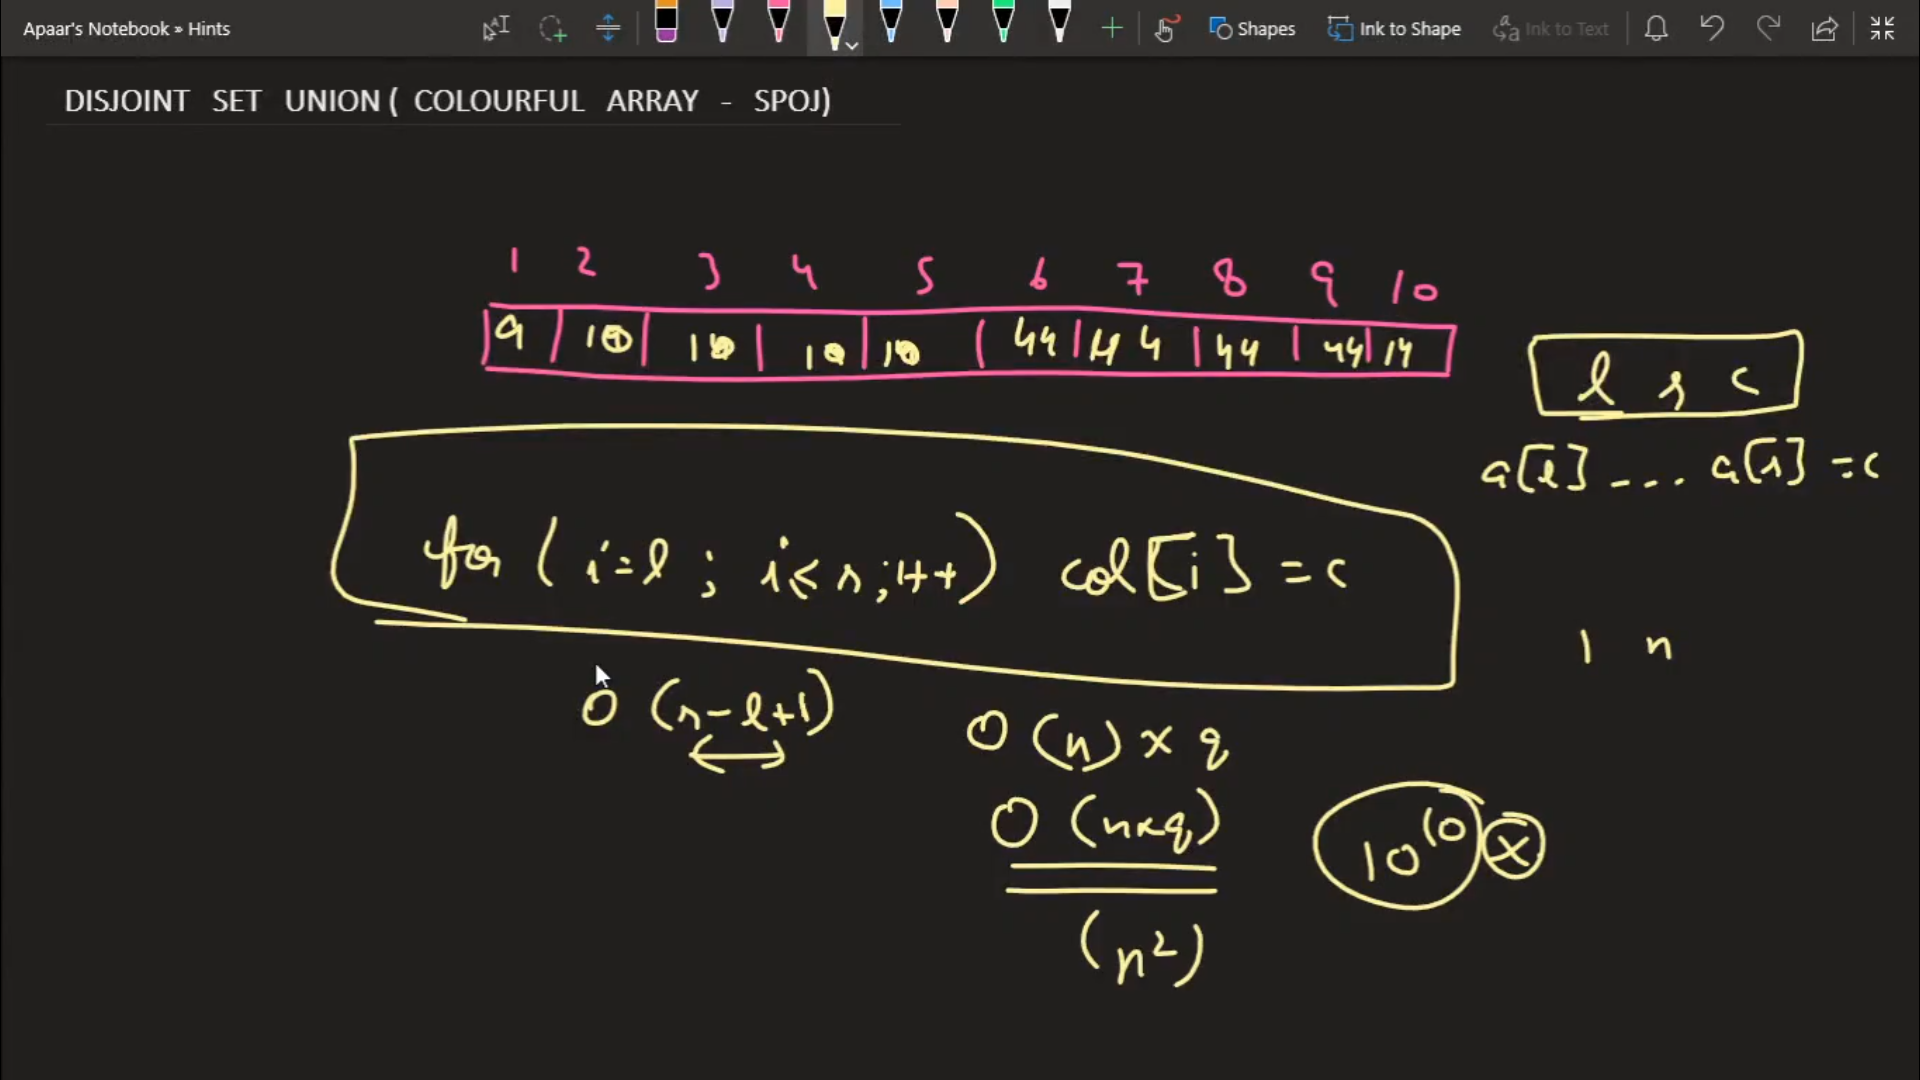 Apaar's Notebook » Hints
Shapes Ink to Shape Ink to Text
DISJOINT SET UNION ( COLOURFUL ARRAY - SPOJ)
1 2 3 4 5 6 7 8 9 10
9 10 10 10 10 44 44 44 44 14
l r c
a[l] --.. a[r] = c
for ( i=l ; i≤ r ; i++) col[i] = c
1 n
O (r-l+1)
O (n) x q
O (nxq)
10^10 x
(n²)